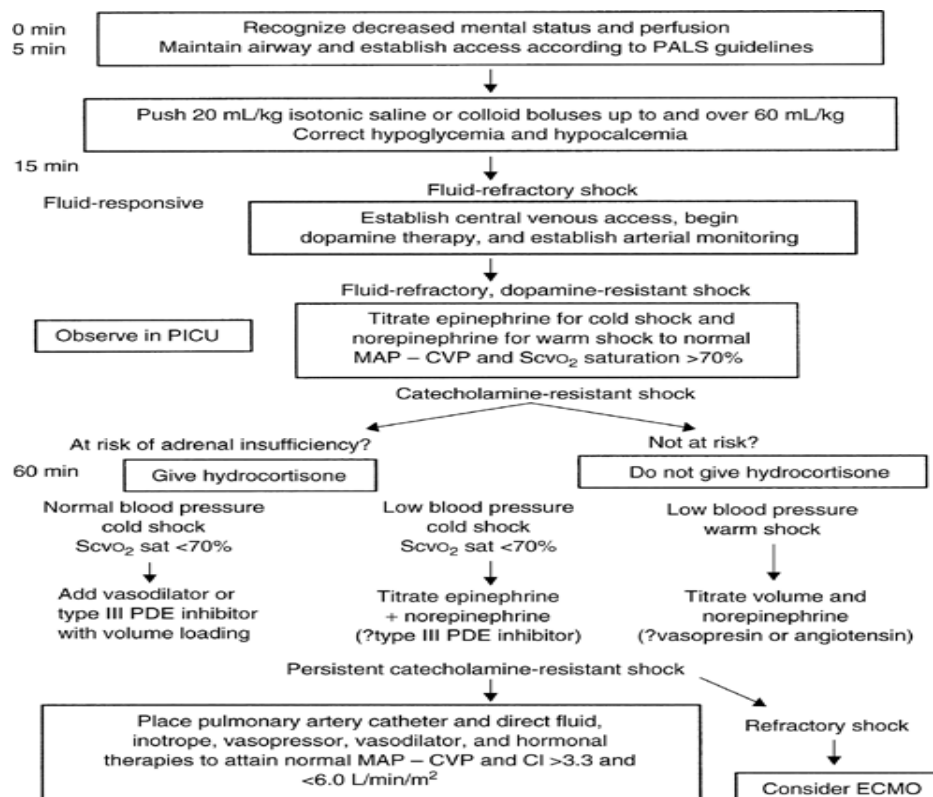 0 min
5 min
Recognize decreased mental status and perfusion
Maintain airway and establish access according to PALS guidelines
Push 20 mL/kg isotonic saline or colloid boluses up to and over 60 mL/kg
Correct hypoglycemia and hypocalcemia
15 min
Fluid-refractory shock
Fluid-responsive
Establish central venous access, begin
dopamine therapy, and establish arterial monitoring
Fluid-refractory, dopamine-resistant shock
Observe in PICU
Titrate epinephrine for cold shock and
norepinephrine for warm shock to normal
MAP – CVP and Scvo₂ saturation >70%
Catecholamine-resistant shock
At risk of adrenal insufficiency?
Not at risk?
60 min
Give hydrocortisone
Do not give hydrocortisone
Normal blood pressure
cold shock
Scvo₂ sat <70%
Low blood pressure
cold shock
Scvo₂ sat <70%
Low blood pressure
warm shock
Add vasodilator or
type III PDE inhibitor
with volume loading
Titrate epinephrine
+ norepinephrine
(?type III PDE inhibitor)
Titrate volume and
norepinephrine
(?vasopresin or angiotensin)
Persistent catecholamine-resistant shock
Place pulmonary artery catheter and direct fluid,
inotrope, vasopressor, vasodilator, and hormonal
therapies to attain normal MAP – CVP and CI >3.3 and
<6.0 L/min/m²
Refractory shock
Consider ECMO